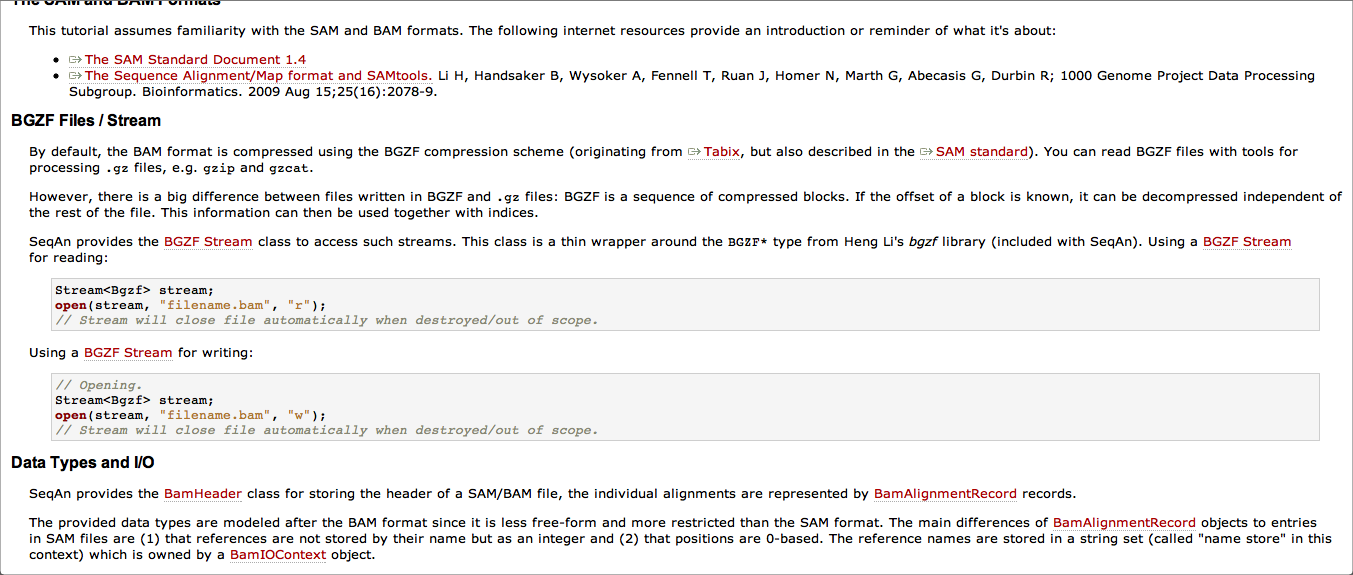 The SAM and BAM Formats
This tutorial assumes familiarity with the SAM and BAM formats. The following internet resources provide an introduction or reminder of what it's about:
The SAM Standard Document 1.4
The Sequence Alignment/Map format and SAMtools. Li H, Handsaker B, Wysoker A, Fennell T, Ruan J, Homer N, Marth G, Abecasis G, Durbin R; 1000 Genome Project Data Processing
Subgroup. Bioinformatics. 2009 Aug 15;25(16):2078-9.
BGZF Files / Stream
By default, the BAM format is compressed using the BGZF compression scheme (originating from Tabix, but also described in the SAM standard). You can read BGZF files with tools for
processing .gz files, e.g. gzip and gzcat.
However, there is a big difference between files written in BGZF and .gz files: BGZF is a sequence of compressed blocks. If the offset of a block is known, it can be decompressed independent of
the rest of the file. This information can then be used together with indices.
SeqAn provides the BGZF Stream class to access such streams. This class is a thin wrapper around the BGZF* type from Heng Li's bgzf library (included with SeqAn). Using a BGZF Stream
for reading:
Stream<Bgzf> stream;
open(stream, "filename.bam", "r");
// Stream will close file automatically when destroyed/out of scope.
Using a BGZF Stream for writing:
// Opening.
Stream<Bgzf> stream;
open(stream, "filename.bam", "w");
// Stream will close file automatically when destroyed/out of scope.
Data Types and I/O
SeqAn provides the BamHeader class for storing the header of a SAM/BAM file, the individual alignments are represented by BamAlignmentRecord records.
The provided data types are modeled after the BAM format since it is less free-form and more restricted than the SAM format. The main differences of BamAlignmentRecord objects to entries
in SAM files are (1) that references are not stored by their name but as an integer and (2) that positions are 0-based. The reference names are stored in a string set (called "name store" in this
context) which is owned by a BamIOContext object.